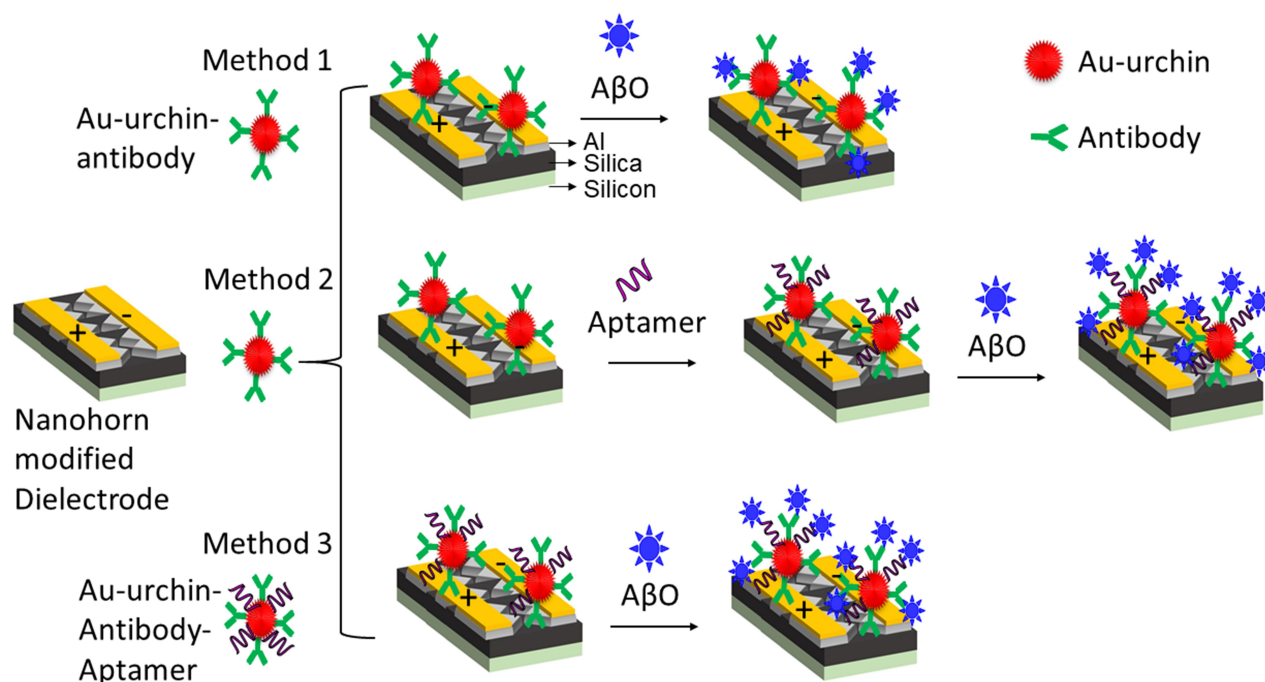 Method 1
Au-urchin-
antibody
+
-
AβO
Al
Silica
Silicon
+
-
Au-urchin
Antibody
+
-
Nanohorn
modified
Dielectrode
Method 2
+
-
Aptamer
+
-
AβO
+
-
Method 3
Au-urchin-
Antibody-
Aptamer
+
-
AβO
+
-